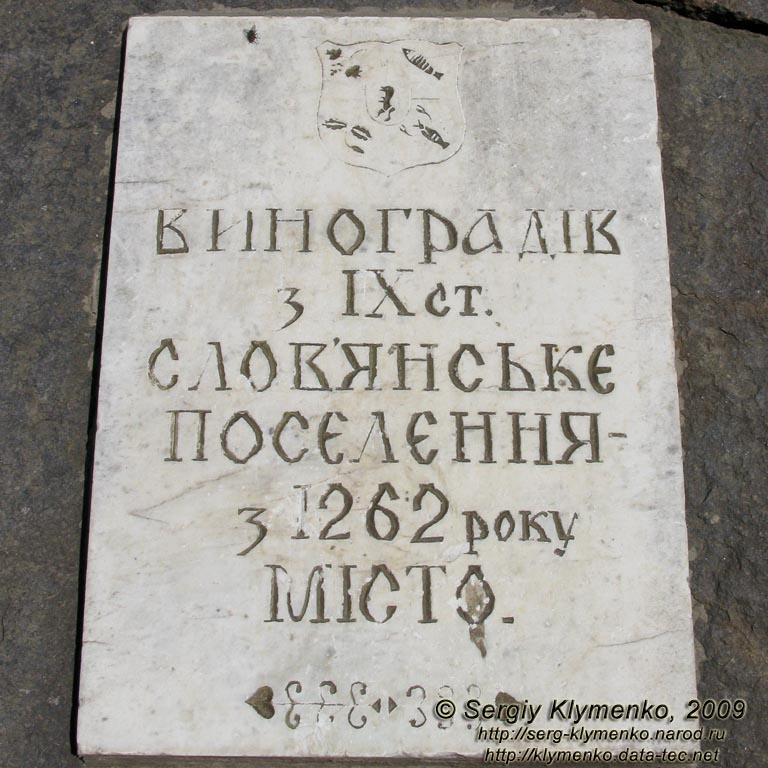 ВИНОГРАДІВ
з IX ст.
СЛОВ'ЯНСЬКЕ
ПОСЕЛЕННЯ-
з 1262 року
МІСТО.
© Sergiy Klymenko, 2009
http://serg-klymenko.narod.ru
http://klymenko.data-tec.net